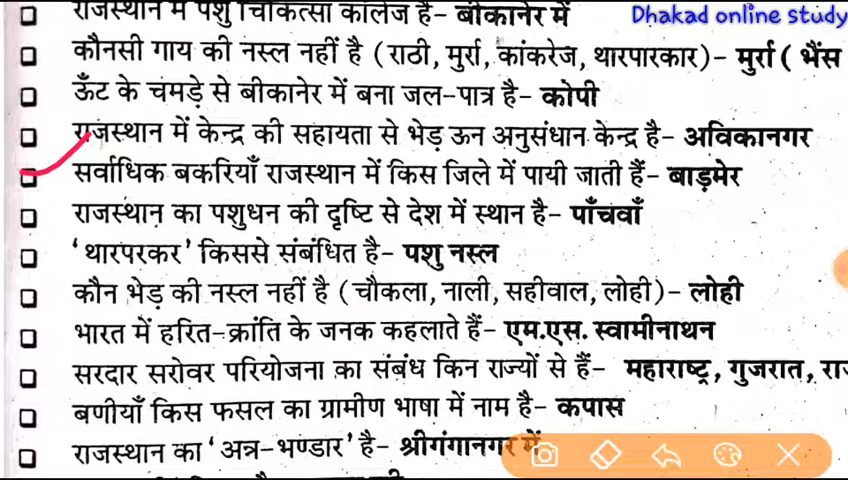 राजस्थान में पशु चिकित्सा कॉलेज है- बीकानेर में
Dhakad online study
कौनसी गाय की नस्ल नहीं है (राठी, मुर्रा, कांकरेज, थारपारकार)- मुर्रा ( भैंस
ऊँट के चमड़े से बीकानेर में बना जल-पात्र है- कोपी
राजस्थान में केन्द्र की सहायता से भेड़ ऊन अनुसंधान केन्द्र है- अविकानगर
सर्वाधिक बकरियाँ राजस्थान में किस जिले में पायी जाती हैं- बाड़मेर
राजस्थान का पशुधन की दृष्टि से देश में स्थान है- पाँचवाँ
‘थारपरकर’ किससे संबंधित है- पशु नस्ल
कौन भेड़ की नस्ल नहीं है (चौकला, नाली, सहीवाल, लोही)- लोही
भारत में हरित-क्रांति के जनक कहलाते हैं- एम.एस. स्वामीनाथन
सरदार सरोवर परियोजना का संबंध किन राज्यों से हैं- महाराष्ट्र, गुजरात, रा
बणीयाँ किस फसल का ग्रामीण भाषा में नाम है- कपास
राजस्थान का ‘अन्न-भण्डार’ है- श्रीगंगानगर में